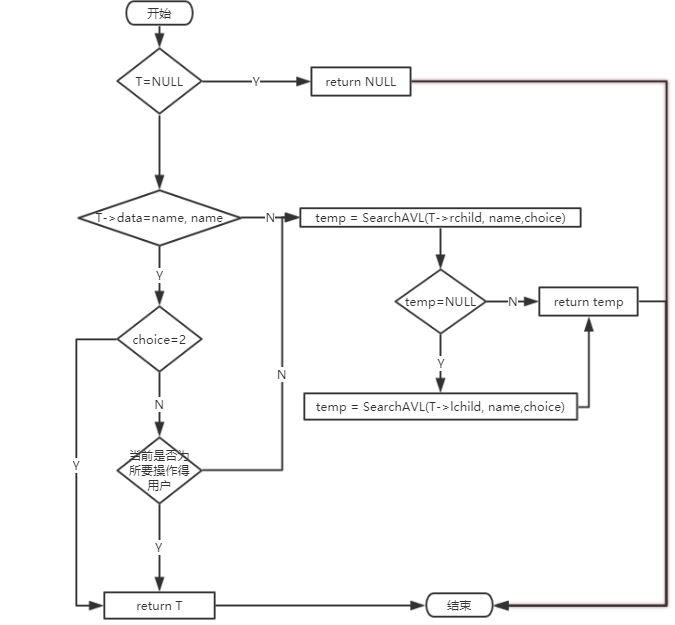 开始
T=NULL
Y
return NULL
T->data=name, name
N
temp = SearchAVL(T->rchild, name,choice)
Y
temp=NULL
N
return temp
choice=2
Y
N
temp = SearchAVL(T->lchild, name,choice)
N
当前是否为
所要操作得
用户
Y
Y
return T
结束